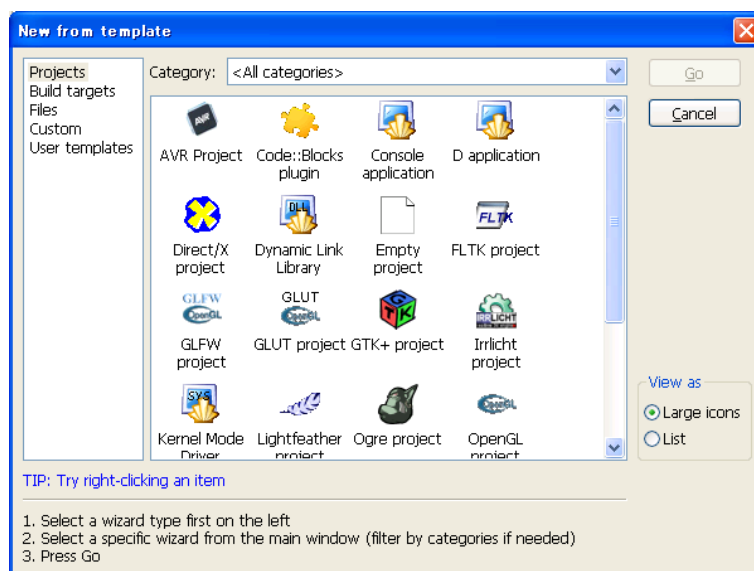 New from template
Projects
Build targets
Files
Custom
User templates
Category: <All categories>
Go
Cancel
AVR
AVR Project
Code::Blocks
plugin
Console
application
D application
DLL
FLTK
Direct/X
project
Dynamic Link
Library
Empty
project
FLTK project
GLFW
OpenGL
GLUT
OpenGL
GTK
IRRLICHT
GLFW
project
GLUT project
GTK+ project
Irrlicht
project
SYS
OpenGL
Kernel Mode
Driver
Lightfeather
project
Ogre project
OpenGL
project
View as
Large icons
List
TIP: Try right-clicking an item
1. Select a wizard type first on the left
2. Select a specific wizard from the main window (filter by categories if needed)
3. Press Go